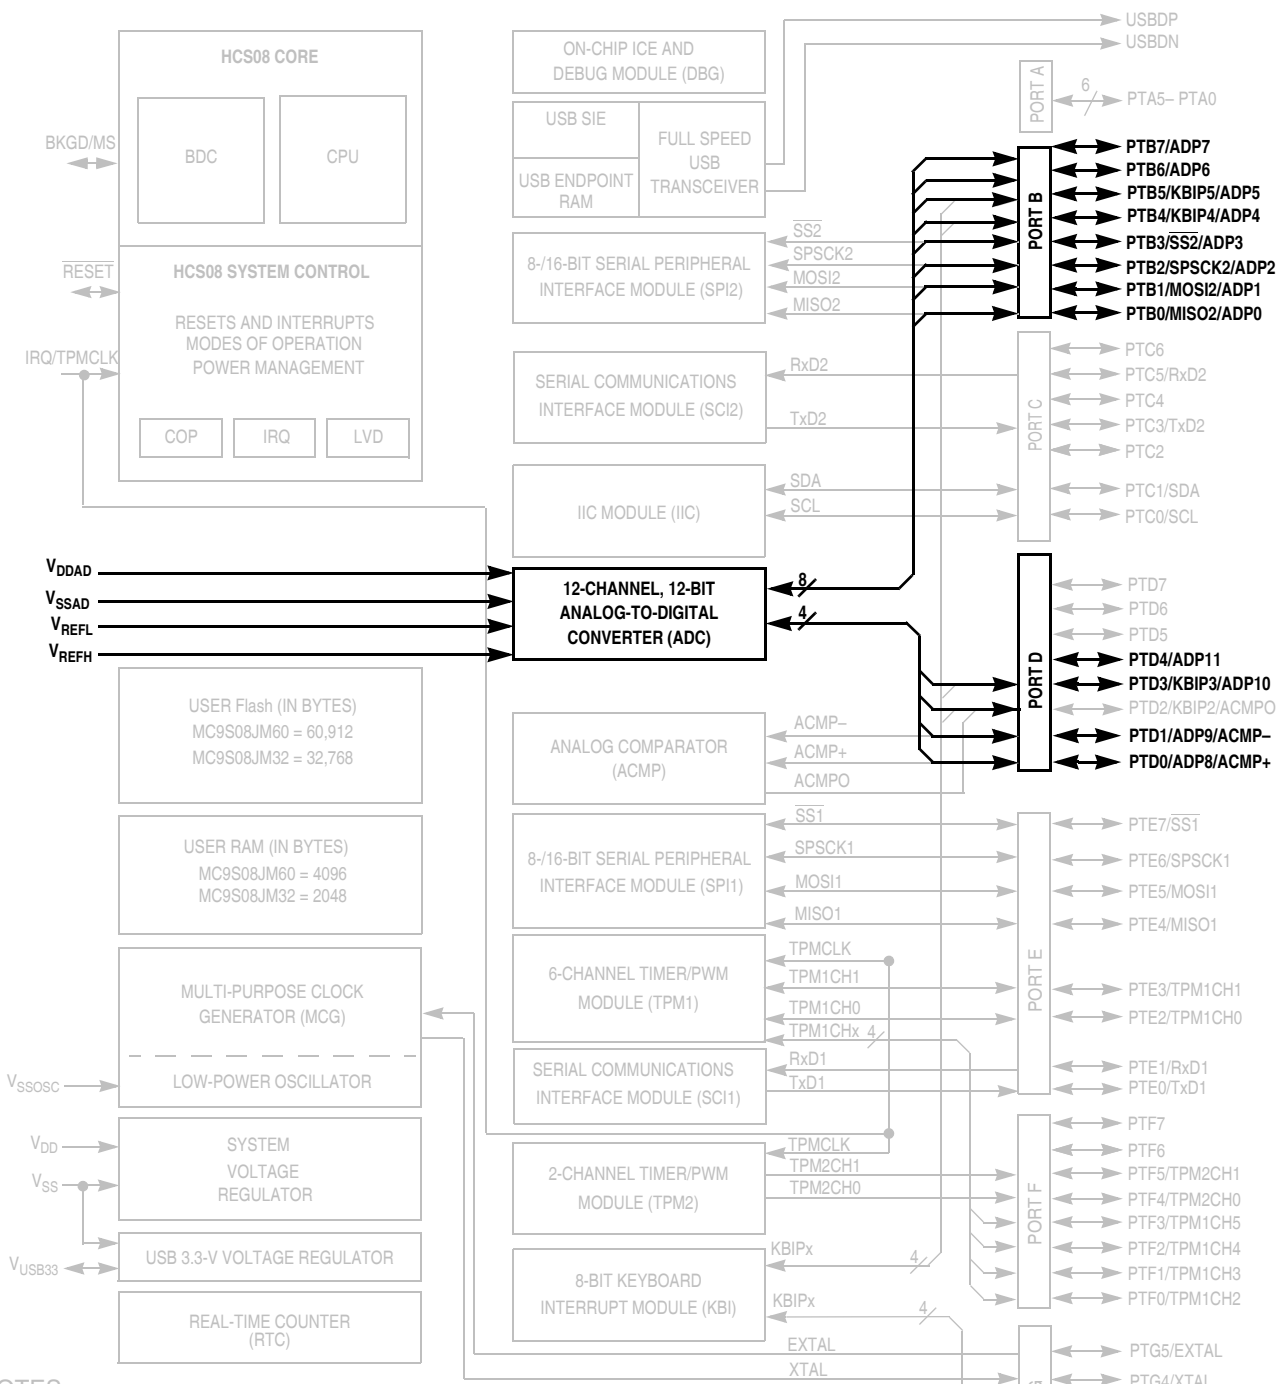 HCS08 CORE
BDC
CPU
BKGD/MS
HCS08 SYSTEM CONTROL
RESET
RESETS AND INTERRUPTS
MODES OF OPERATION
POWER MANAGEMENT
IRQ/TPMCLK
COP
IRQ
LVD
VDDAD
VSSAD
VREFL
VREFH
USER Flash (IN BYTES)
MC9S08JM60 = 60,912
MC9S08JM32 = 32,768
USER RAM (IN BYTES)
MC9S08JM60 = 4096
MC9S08JM32 = 2048
MULTI-PURPOSE CLOCK
GENERATOR (MCG)
LOW-POWER OSCILLATOR
VSSOSC
VDD
VSS
SYSTEM
VOLTAGE
REGULATOR
USB 3.3-V VOLTAGE REGULATOR
VUSB33
REAL-TIME COUNTER
(RTC)
ON-CHIP ICE AND
DEBUG MODULE (DBG)
USB SIE
USB ENDPOINT
RAM
FULL SPEED
USB
TRANSCEIVER
8-/16-BIT SERIAL PERIPHERAL
INTERFACE MODULE (SPI2)
SS2
SPSCK2
MOSI2
MISO2
SERIAL COMMUNICATIONS
INTERFACE MODULE (SCI2)
RxD2
TxD2
IIC MODULE (IIC)
SDA
SCL
12-CHANNEL, 12-BIT
ANALOG-TO-DIGITAL
CONVERTER (ADC)
8
4
ANALOG COMPARATOR
(ACMP)
ACMP–
ACMP+
ACMPO
8-/16-BIT SERIAL PERIPHERAL
INTERFACE MODULE (SPI1)
SS1
SPSCK1
MOSI1
MISO1
6-CHANNEL TIMER/PWM
MODULE (TPM1)
TPMCLK
TPM1CH1
TPM1CH0
TPM1CHx 4
SERIAL COMMUNICATIONS
INTERFACE MODULE (SCI1)
RxD1
TxD1
2-CHANNEL TIMER/PWM
MODULE (TPM2)
TPMCLK
TPM2CH1
TPM2CH0
8-BIT KEYBOARD
INTERRUPT MODULE (KBI)
KBIPx
4
KBIPx
4
EXTAL
XTAL
USBDP
USBDN
PORT A
6
PTA5– PTA0
PORT B
PTB7/ADP7
PTB6/ADP6
PTB5/KBIP5/ADP5
PTB4/KBIP4/ADP4
PTB3/SS2/ADP3
PTB2/SPSCK2/ADP2
PTB1/MOSI2/ADP1
PTB0/MISO2/ADP0
PORT C
PTC6
PTC5/RxD2
PTC4
PTC3/TxD2
PTC2
PTC1/SDA
PTC0/SCL
PORT D
PTD7
PTD6
PTD5
PTD4/ADP11
PTD3/KBIP3/ADP10
PTD2/KBIP2/ACMPO
PTD1/ADP9/ACMP–
PTD0/ADP8/ACMP+
PORT E
PTE7/SS1
PTE6/SPSCK1
PTE5/MOSI1
PTE4/MISO1
PTE3/TPM1CH1
PTE2/TPM1CH0
PTE1/RxD1
PTE0/TxD1
PORT F
PTF7
PTF6
PTF5/TPM2CH1
PTF4/TPM2CH0
PTF3/TPM1CH5
PTF2/TPM1CH4
PTF1/TPM1CH3
PTF0/TPM1CH2
PTG5/EXTAL
PTG4/XTAL